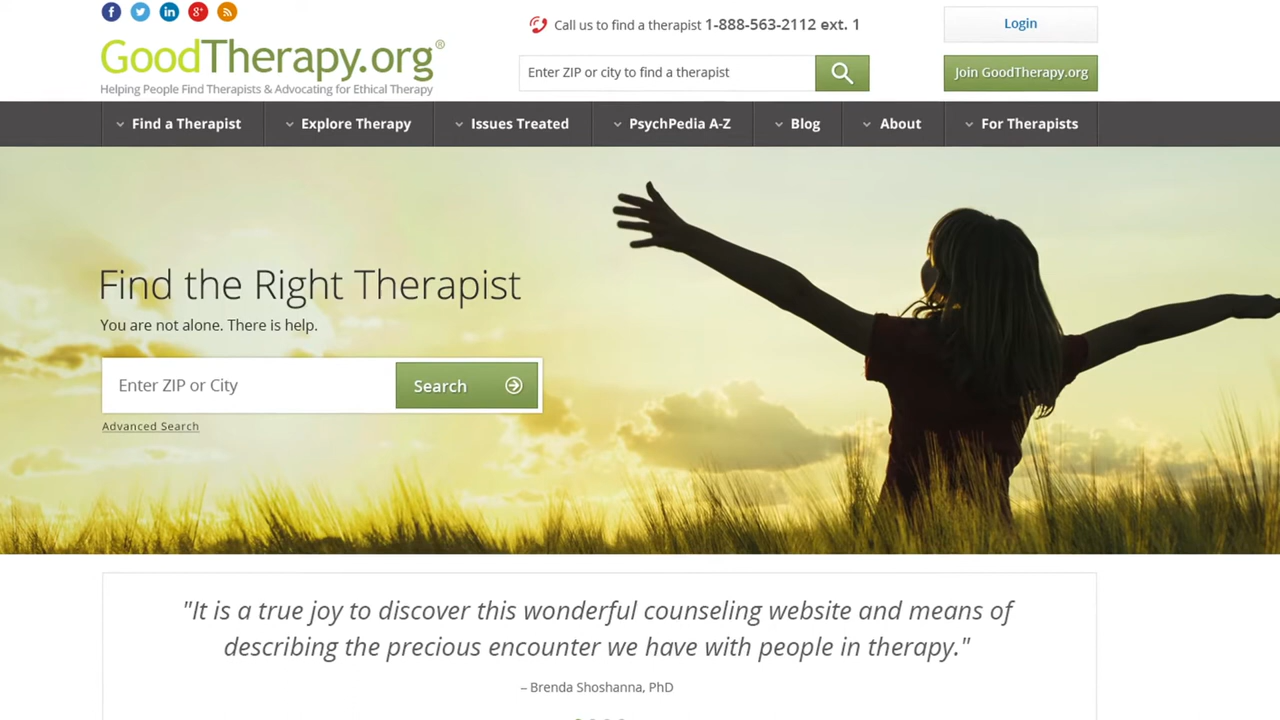 GoodTherapy.org®
Helping People Find Therapists & Advocating for Ethical Therapy
Call us to find a therapist 1-888-563-2112 ext. 1
Enter ZIP or city to find a therapist
Login
Join GoodTherapy.org
Find a Therapist
Explore Therapy
Issues Treated
PsychPedia A-Z
Blog
About
For Therapists
Find the Right Therapist
You are not alone. There is help.
Enter ZIP or City
Search
Advanced Search
"It is a true joy to discover this wonderful counseling website and means of
describing the precious encounter we have with people in therapy."
– Brenda Shoshanna, PhD